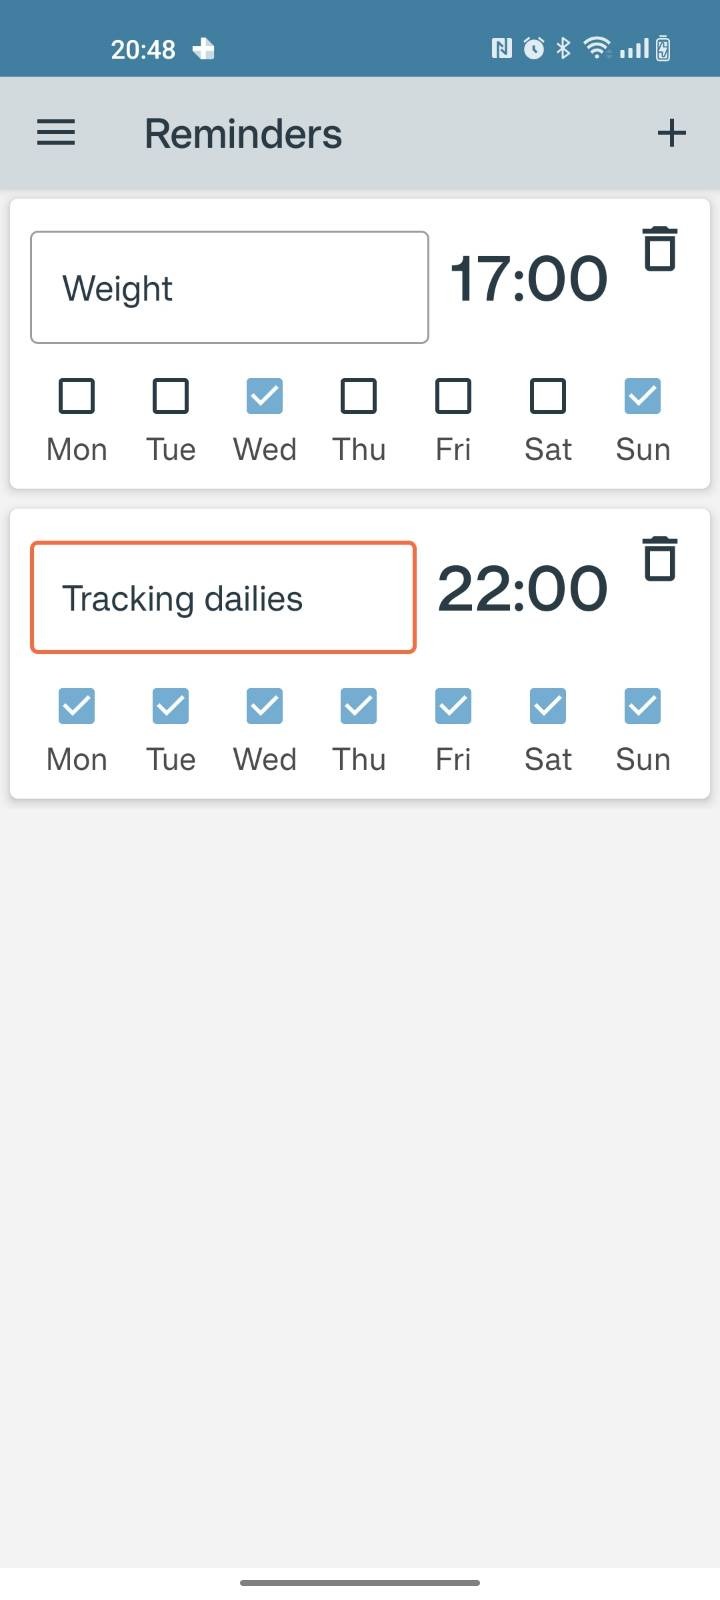 20:48
Reminders
Weight
17:00
Mon Tue Wed Thu Fri Sat Sun
Tracking dailies
22:00
Mon Tue Wed Thu Fri Sat Sun